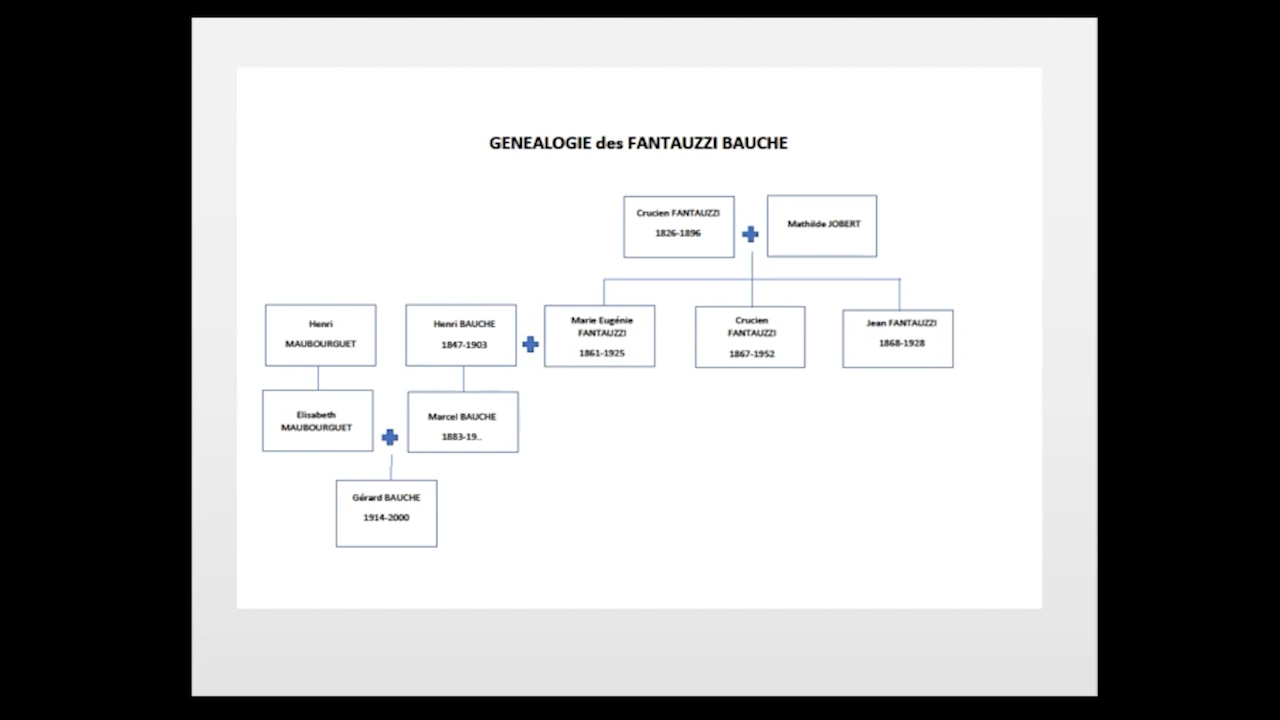 GENEALOGIE des FANTAUZZI BAUCHE
Crucien FANTAUZZI
1826-1896
Mathilde JOBERT
Henri
MAUBOURGUET
Henri BAUCHE
1847-1903
Marie Eugénie
FANTAUZZI
1861-1925
Crucien
FANTAUZZI
1867-1952
Jean FANTAUZZI
1868-1928
Elisabeth
MAUBOURGUET
Marcel BAUCHE
1883-19..
Gérard BAUCHE
1914-2000